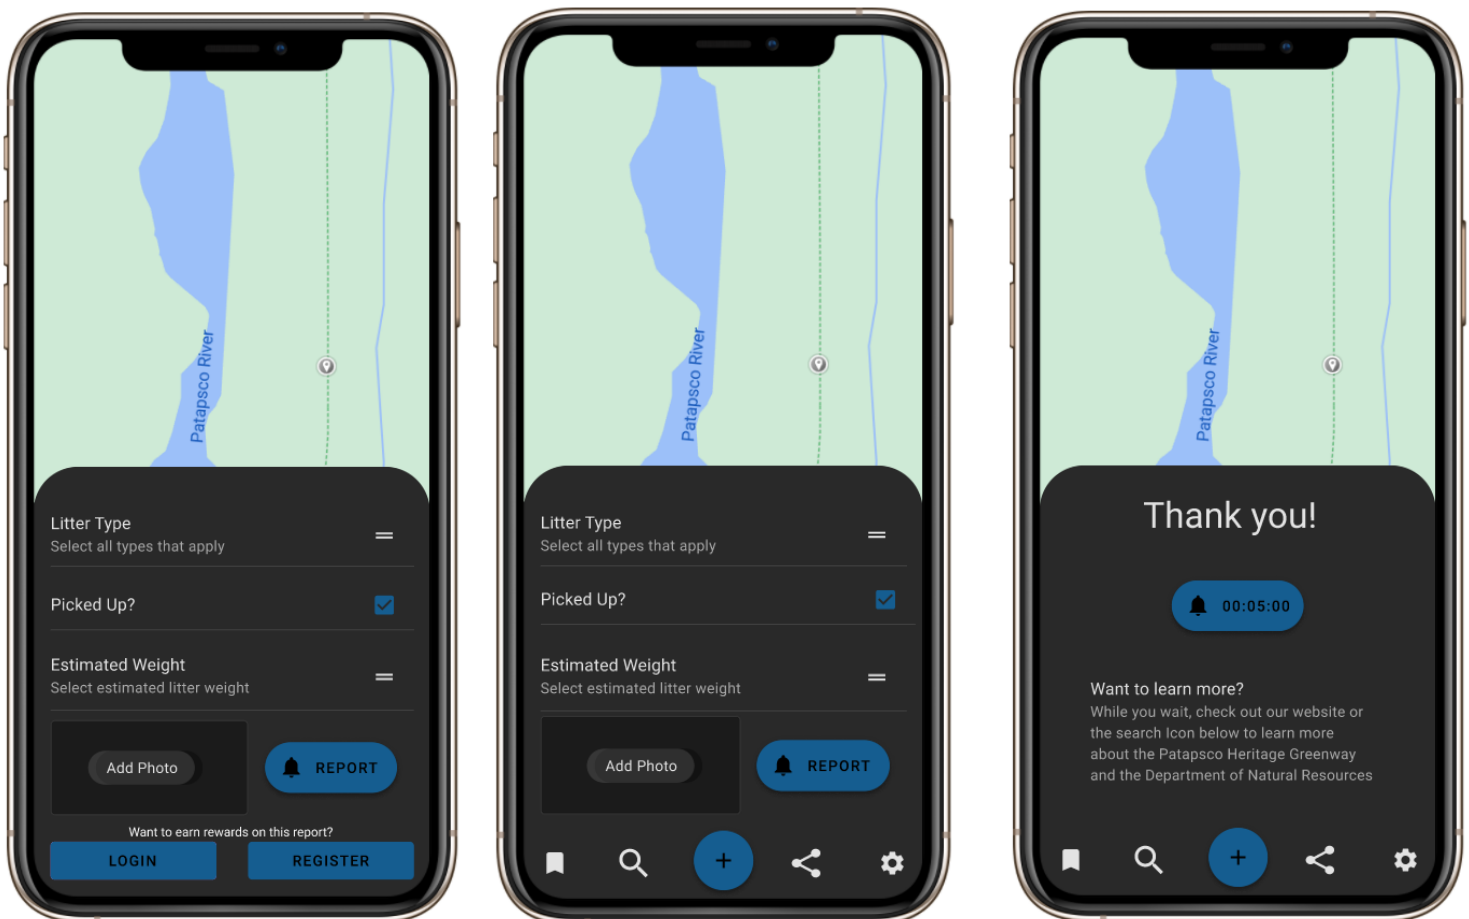 Patapsco River
Litter Type
Select all types that apply
Picked Up?
Estimated Weight
Select estimated litter weight
Add Photo
REPORT
Want to earn rewards on this report?
LOGIN
REGISTER
Patapsco River
Litter Type
Select all types that apply
Picked Up?
Estimated Weight
Select estimated litter weight
Add Photo
REPORT
+
Patapsco River
Thank you!
00:05:00
Want to learn more?
While you wait, check out our website or
the search Icon below to learn more
about the Patapsco Heritage Greenway
and the Department of Natural Resources
+